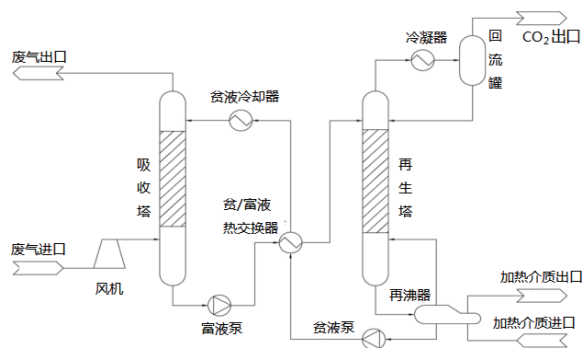 CO₂出口
冷凝器
回流罐
废气出口
贫液冷却器
吸收塔
再生塔
贫/富液
热交换器
废气进口
风机
富液泵
贫液泵
再沸器
加热介质出口
加热介质进口